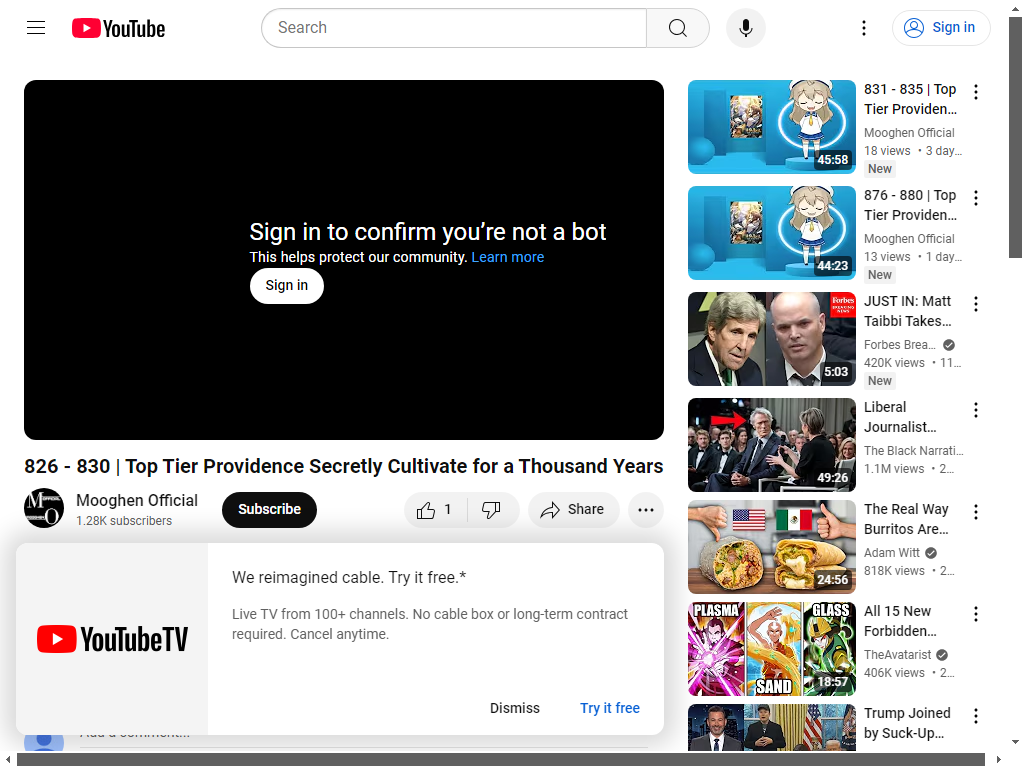 YouTube
Search
Sign in
Sign in to confirm you're not a bot
This helps protect our community. Learn more
Sign in
826 - 830 | Top Tier Providence Secretly Cultivate for a Thousand Years
Mooghen Official
1.28K subscribers
Subscribe
1
Share
YouTubeTV
We reimagined cable. Try it free.*
Live TV from 100+ channels. No cable box or long-term contract
required. Cancel anytime.
Dismiss
Try it free
45:58
831 - 835 | Top
Tier Providen...
Mooghen Official
18 views • 3 day...
New
44:23
876 - 880 | Top
Tier Providen...
Mooghen Official
13 views • 1 day...
New
Forbes
BREAKING
NEWS
5:03
JUST IN: Matt
Taibbi Takes...
Forbes Brea...
420K views • 11...
New
49:26
Liberal
Journalist...
The Black Narrati...
1.1M views • 2...
24:56
The Real Way
Burritos Are...
Adam Witt
818K views • 2...
PLASMA
GLASS
SAND
18:57
All 15 New
Forbidden...
TheAvatarist
406K views • 2...
Trump Joined
by Suck-Up...